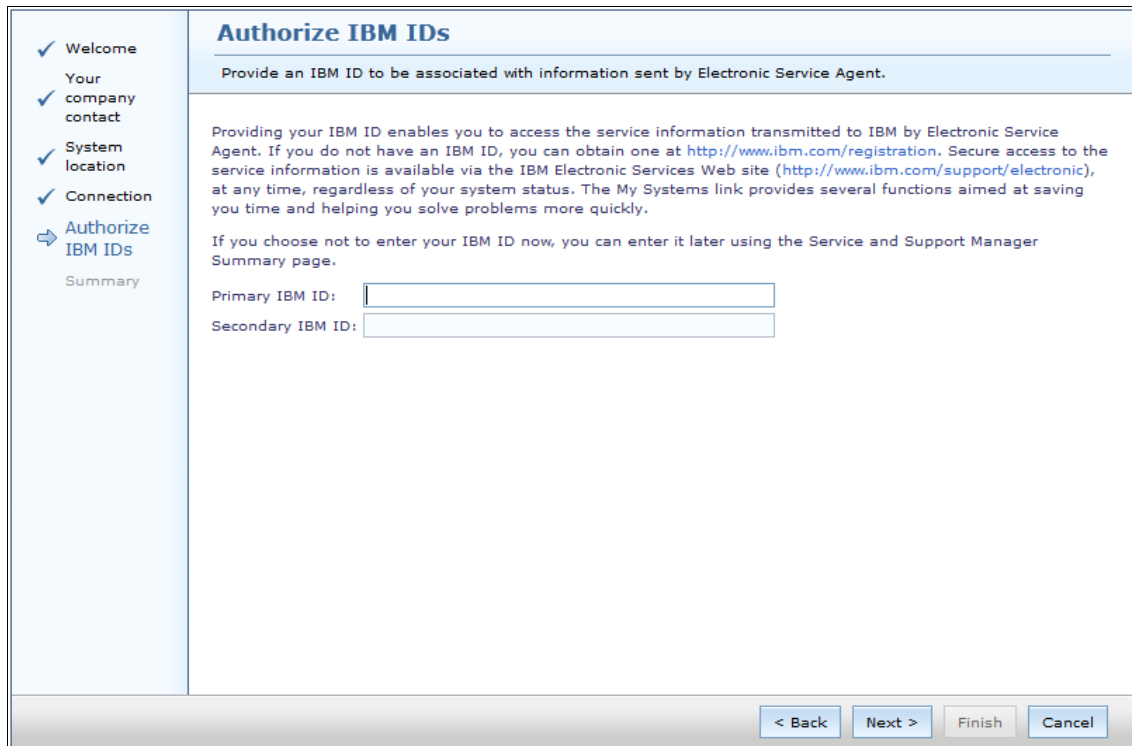 Welcome
Your
company
contact
System
location
Connection
Authorize
IBM IDs
Summary
Authorize IBM IDs
Provide an IBM ID to be associated with information sent by Electronic Service Agent.
Providing your IBM ID enables you to access the service information transmitted to IBM by Electronic Service
Agent. If you do not have an IBM ID, you can obtain one at http://www.ibm.com/registration. Secure access to the
service information is available via the IBM Electronic Services Web site (http://www.ibm.com/support/electronic),
at any time, regardless of your system status. The My Systems link provides several functions aimed at saving
you time and helping you solve problems more quickly.
If you choose not to enter your IBM ID now, you can enter it later using the Service and Support Manager
Summary page.
Primary IBM ID:
Secondary IBM ID:
< Back Next > Finish Cancel